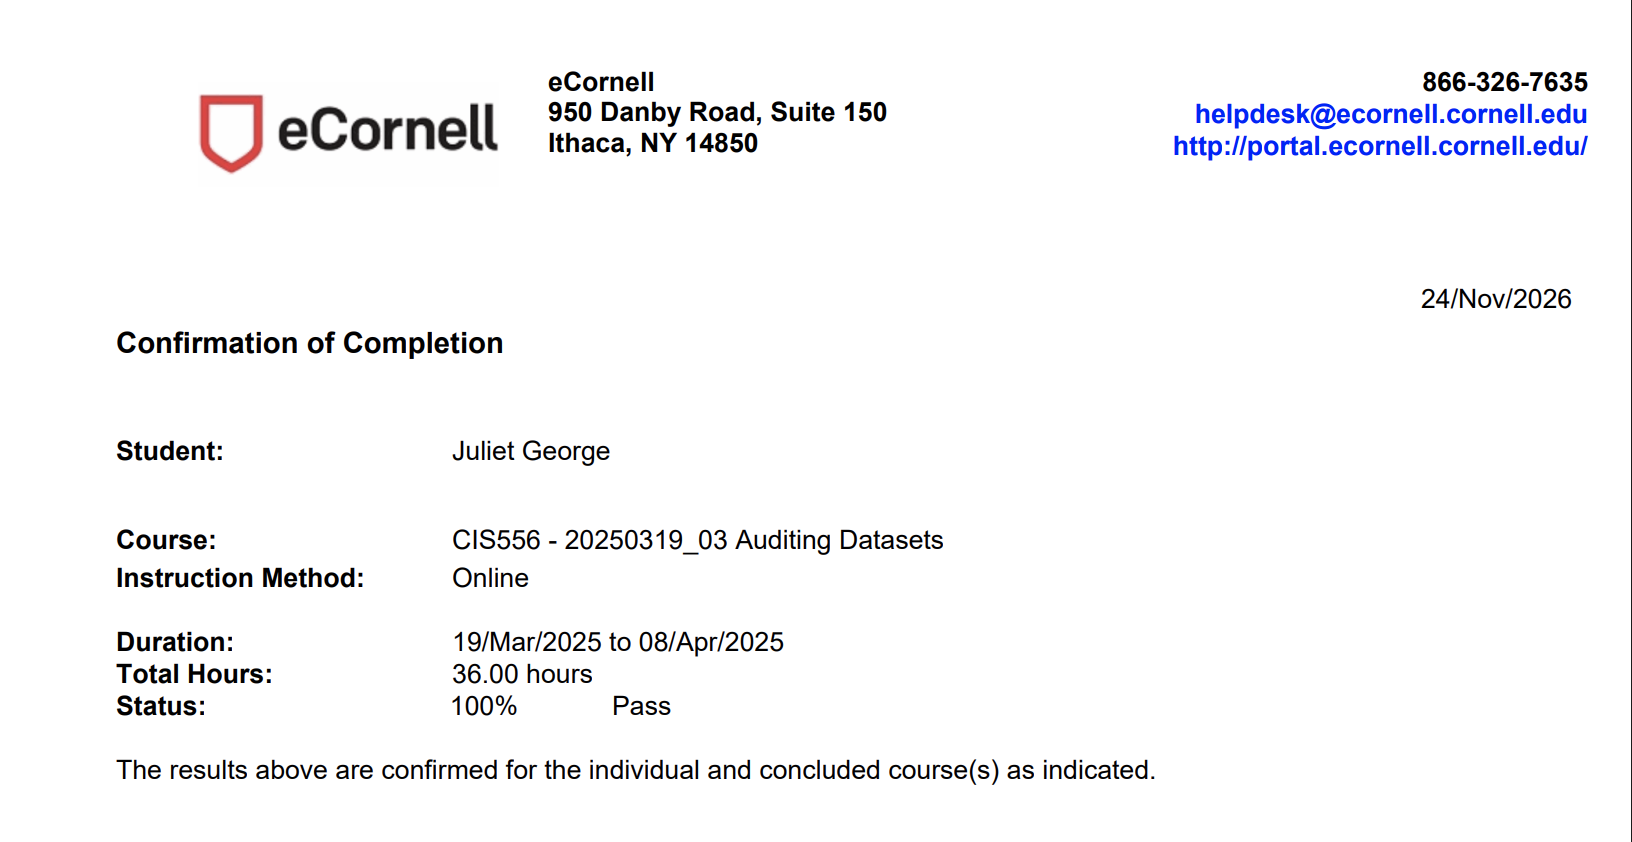 eCornell
eCornell
950 Danby Road, Suite 150
Ithaca, NY 14850
866-326-7635
helpdesk@ecornell.cornell.edu
http://portal.ecornell.cornell.edu/
24/Nov/2026
Confirmation of Completion
Student: Juliet George
Course: CIS556 - 20250319_03 Auditing Datasets
Instruction Method: Online
Duration: 19/Mar/2025 to 08/Apr/2025
Total Hours: 36.00 hours
Status: 100% Pass
The results above are confirmed for the individual and concluded course(s) as indicated.